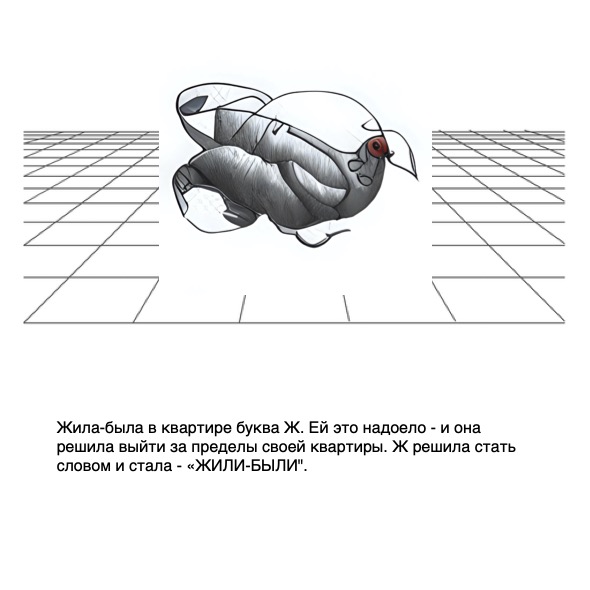 Жила-была в квартире буква Ж. Ей это надоело - и она
решила выйти за пределы своей квартиры. Ж решила стать
словом и стала - «ЖИЛИ-БЫЛИ".